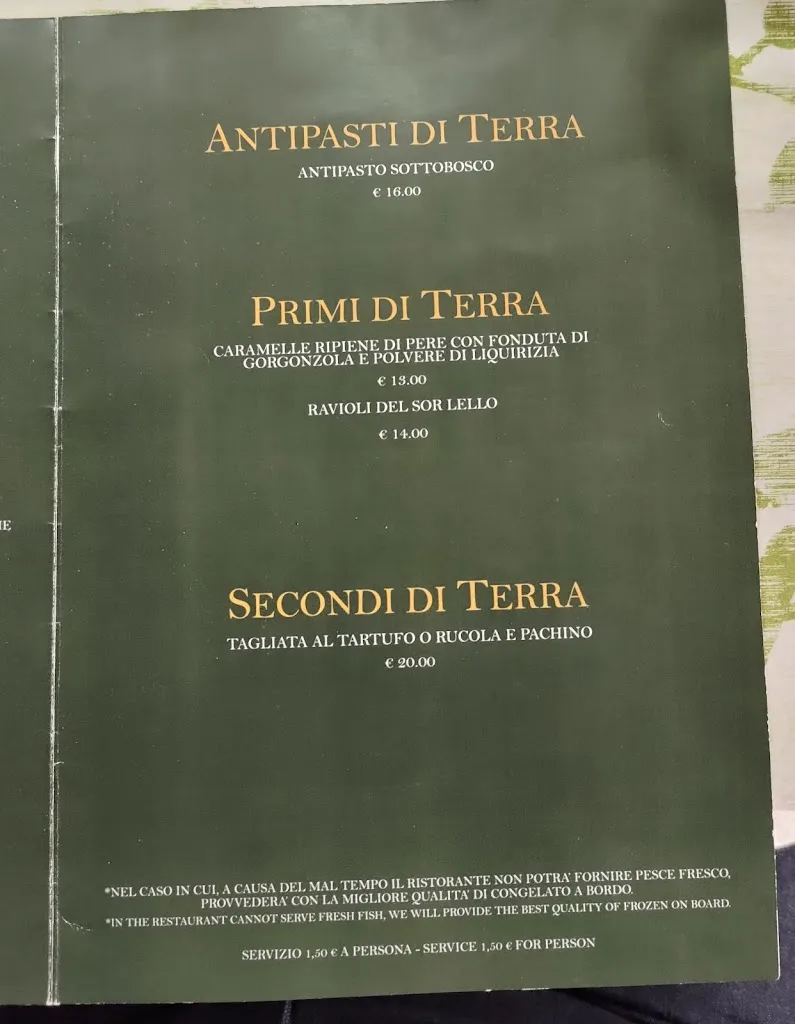 ANTIPASTI DI TERRA
ANTIPASTO SOTTOBOSCO
€ 16.00
PRIMI DI TERRA
CARAMELLE RIPIENE DI PERE CON FONDUTA DI
GORGONZOLA E POLVERE DI LIQUIRIZIA
€ 13.00
RAVIOLI DEL SOR LELLO
€ 14.00
SECONDI DI TERRA
TAGLIATA AL TARTUFO O RUCOLA E PACHINO
€ 20.00
*NEL CASO IN CUI, A CAUSA DEL MAL TEMPO IL RISTORANTE NON POTRA' FORNIRE PESCE FRESCO,
PROVVEDERA' CON LA MIGLIORE QUALITA' DI CONGELATO A BORDO.
*IN THE RESTAURANT CANNOT SERVE FRESH FISH, WE WILL PROVIDE THE BEST QUALITY OF FROZEN ON BOARD.
SERVIZIO 1,50 € A PERSONA - SERVICE 1,50 € FOR PERSON